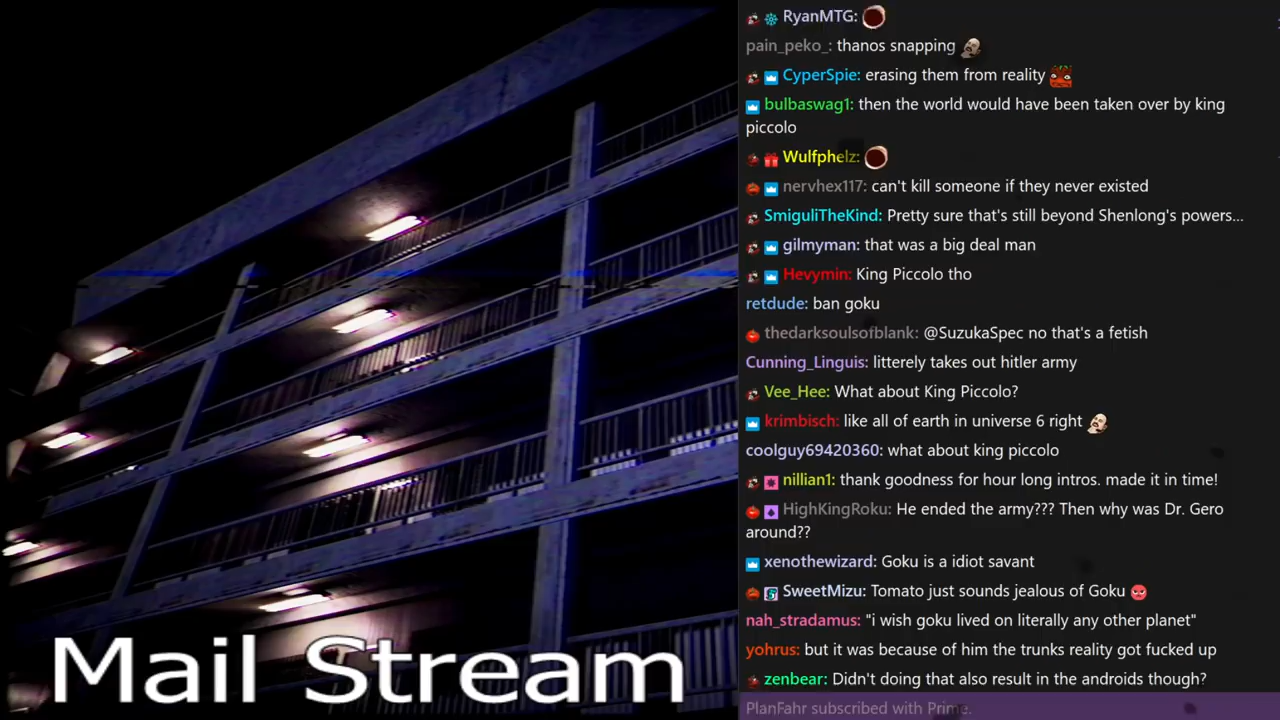 RyanMTG:
pain_peko_: thanos snapping
CyperSpie: erasing them from reality
bulbaswag1: then the world would have been taken over by king
piccolo
Wulfphelz:
nervhex117: can't kill someone if they never existed
SmiguliTheKind: Pretty sure that's still beyond Shenlong's powers...
gilmyman: that was a big deal man
Hevymin: King Piccolo tho
retdude: ban goku
thedarksoulsofblank: @SuzukaSpec no that's a fetish
Cunning_Linguis: litterely takes out hitler army
Vee_Hee: What about King Piccolo?
krimbisch: like all of earth in universe 6 right
coolguy69420360: what about king piccolo
nillian1: thank goodness for hour long intros. made it in time!
HighKingRoku: He ended the army??? Then why was Dr. Gero
around??
xenothewizard: Goku is a idiot savant
SweetMizu: Tomato just sounds jealous of Goku
nah_stradamus: "i wish goku lived on literally any other planet"
yohrus: but it was because of him the trunks reality got fucked up
zenbear: Didn't doing that also result in the androids though?
PlanFahr subscribed with Prime.
Mail Stream